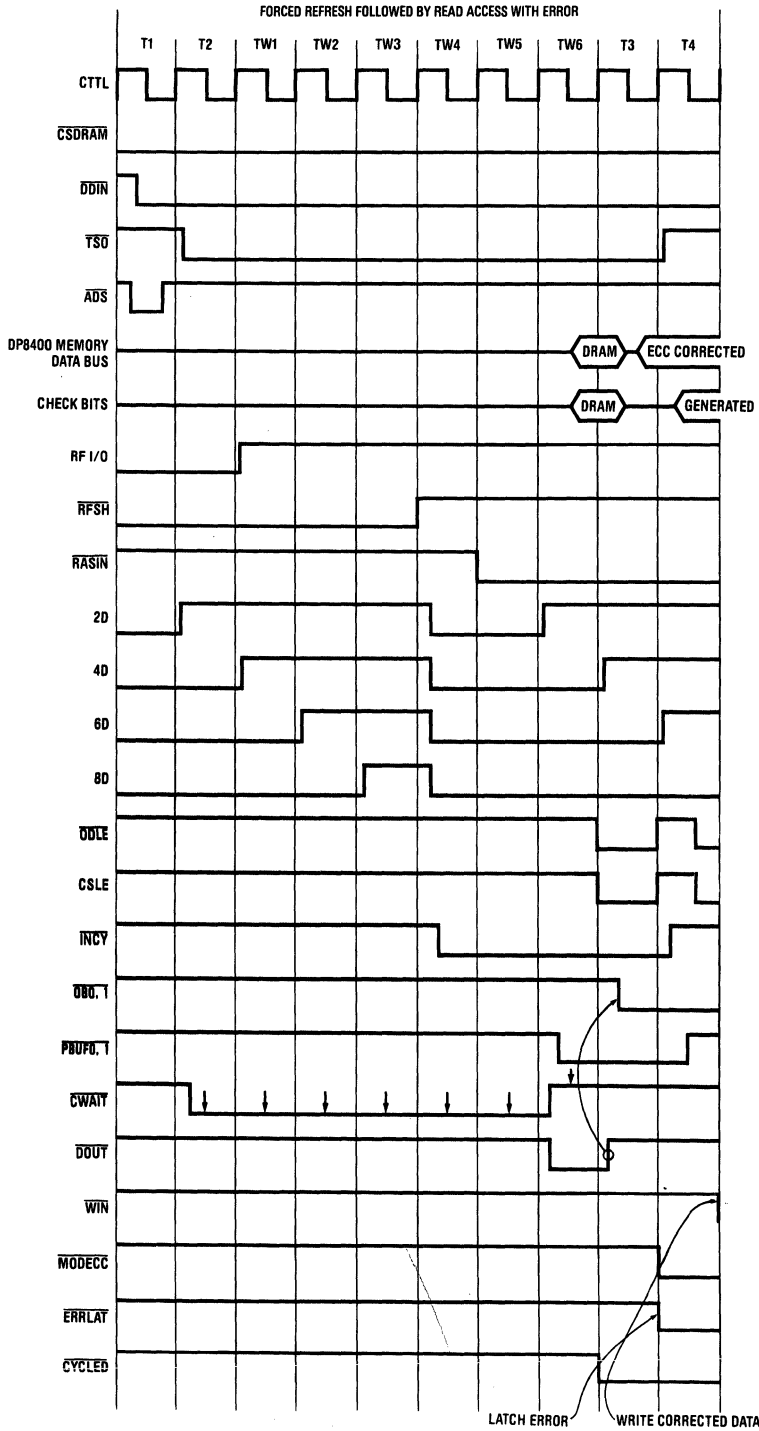 FORCED REFRESH FOLLOWED BY READ ACCESS WITH ERROR
T1 T2 TW1 TW2 TW3 TW4 TW5 TW6 T3 T4
CTTL
CSDRAM
DDIN
TSO
ADS
DP8400 MEMORY
DATA BUS
DRAM
ECC CORRECTED
CHECK BITS
DRAM
GENERATED
RF I/O
RFSH
RASIN
2D
4D
6D
8D
ODLE
CSLE
INCY
OB0, 1
PBUF0, 1
CWAIT
DOUT
WIN
MODECC
ERRLAT
CYCLED
LATCH ERROR
WRITE CORRECTED DATA